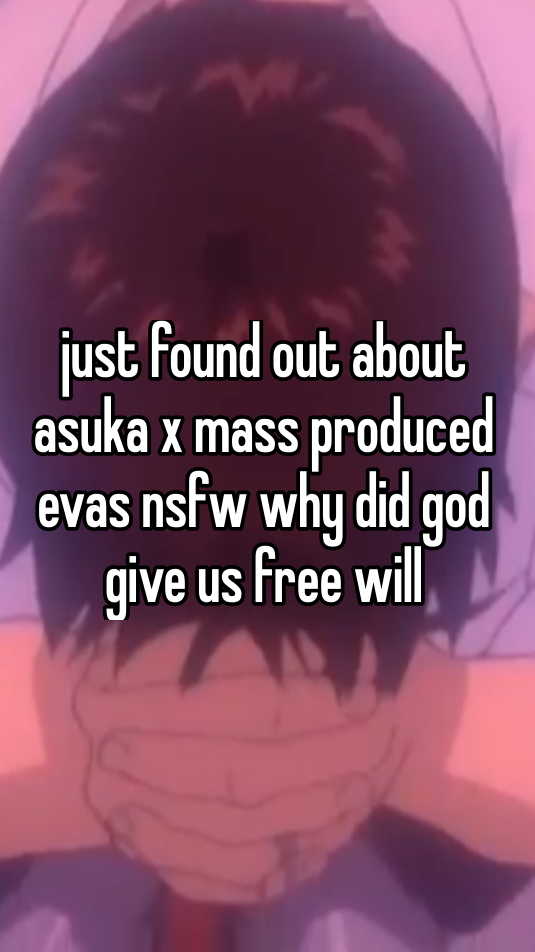 just found out about
asuka x mass produced
evas nsfw why did god
give us free will